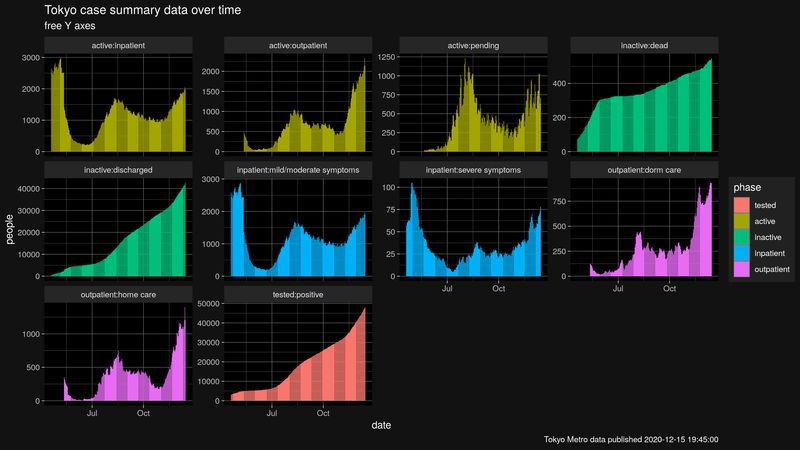 Tokyo case summary data over time
free Y axes
active:inpatient
active:outpatient
active:pending
inactive:dead
3000
2000
1000
0
2000
1500
1000
500
0
1250
1000
750
500
250
0
400
200
0
inactive:discharged
inpatient:mild/moderate symptoms
inpatient:severe symptoms
outpatient:dorm care
40000
30000
20000
10000
0
3000
2000
1000
0
100
75
50
25
0
750
500
250
0
Jul
Oct
Jul
Oct
outpatient:home care
tested:positive
1000
500
0
50000
40000
30000
20000
10000
0
Jul
Oct
Jul
Oct
people
date
phase
tested
active
inactive
inpatient
outpatient
Tokyo Metro data published 2020-12-15 19:45:00